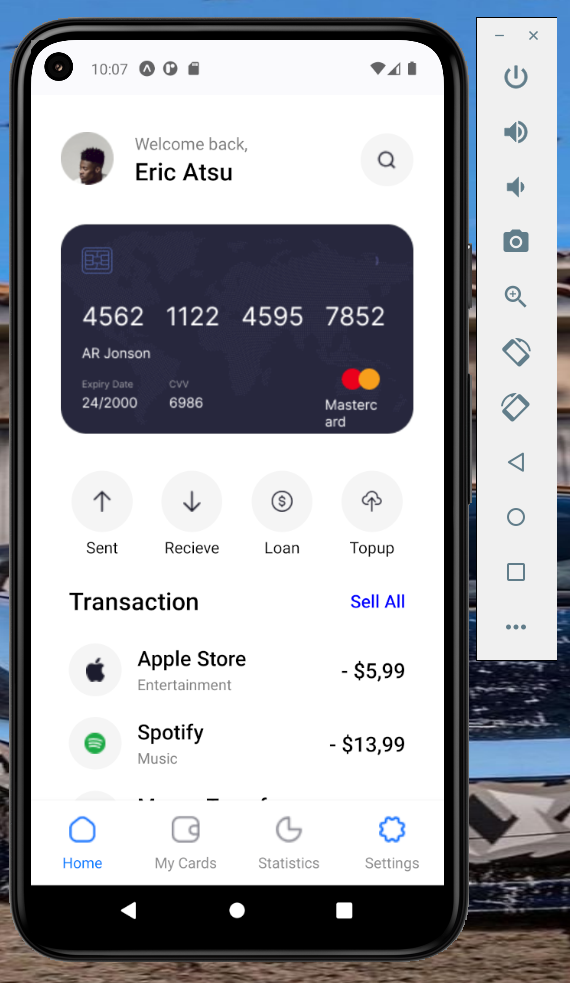 10:07
Welcome back,
Eric Atsu
4562 1122 4595 7852
AR Jonson
Expiry Date CVV
24/2000 6986
Masterc
ard
Sent Recieve Loan Topup
Transaction Sell All
Apple Store
Entertainment
- $5,99
Spotify
Music
- $13,99
Home My Cards Statistics Settings